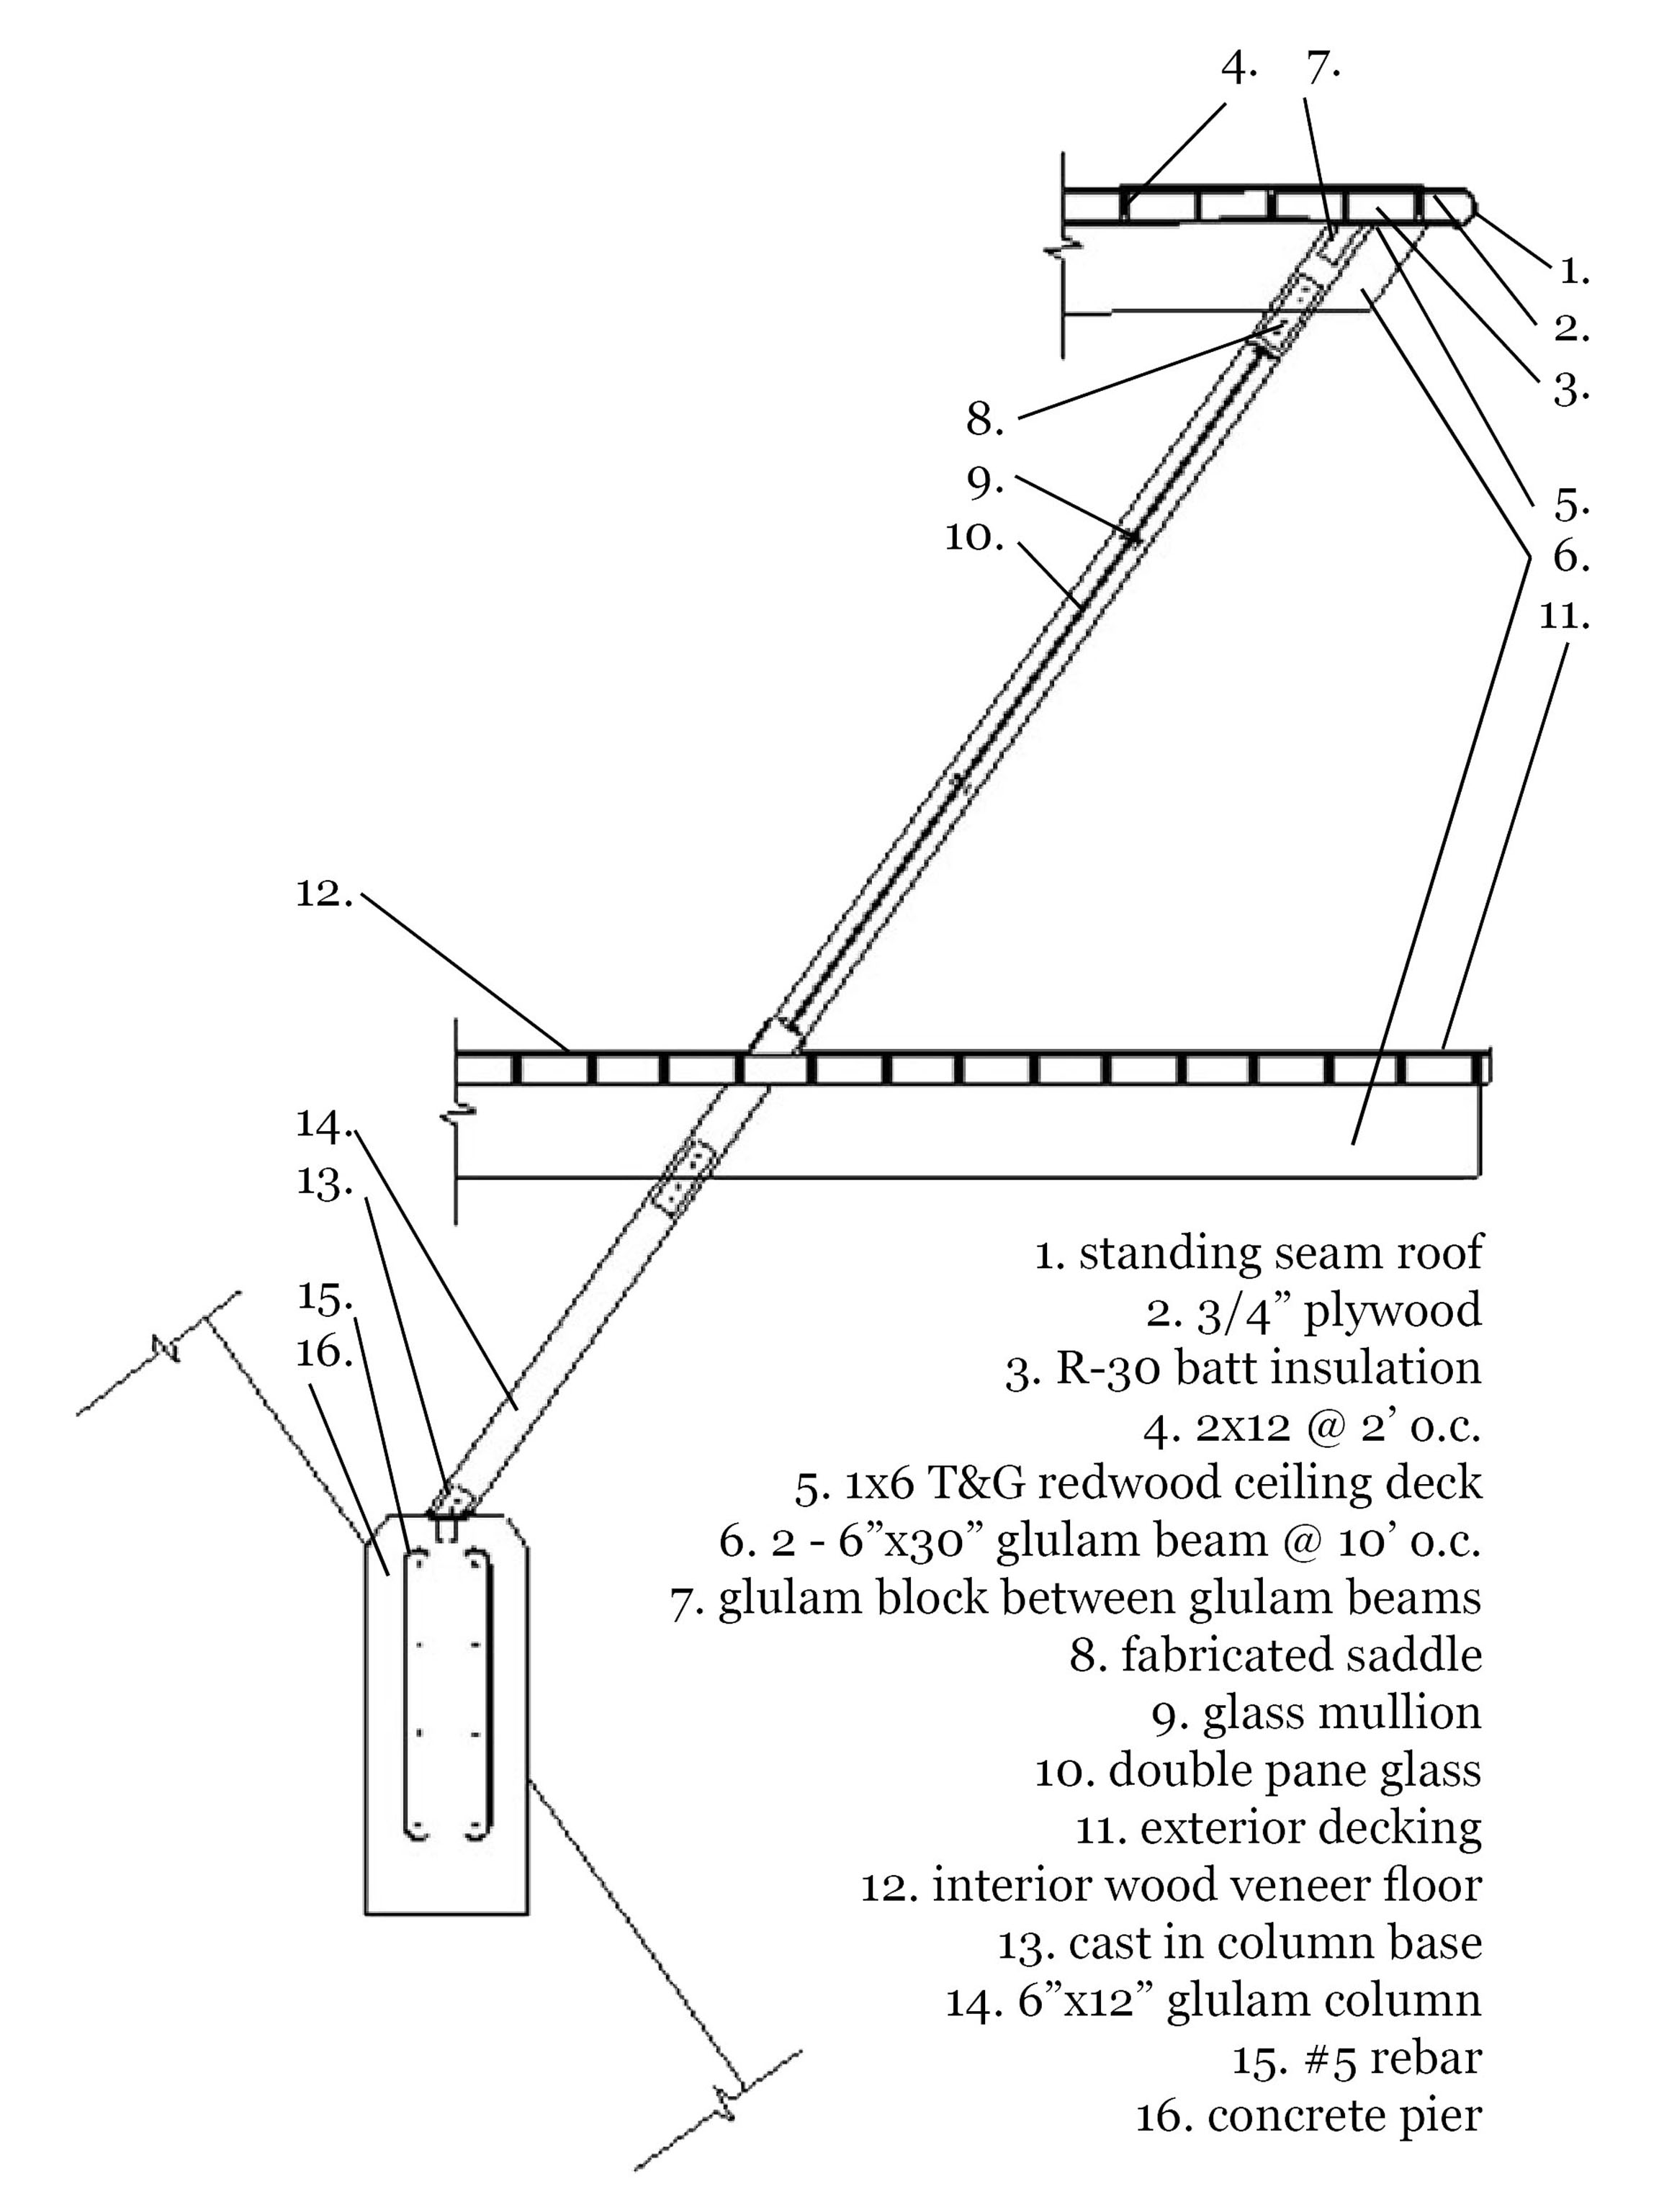 4. 7.
1.
2.
3.
8.
9.
5.
10.
6.
11.
12.
14.
13.
15.
16.
1. standing seam roof
2. 3/4” plywood
3. R-30 batt insulation
4. 2x12 @ 2’ o.c.
5. 1x6 T&G redwood ceiling deck
6. 2 - 6”x30” glulam beam @ 10’ o.c.
7. glulam block between glulam beams
8. fabricated saddle
9. glass mullion
10. double pane glass
11. exterior decking
12. interior wood veneer floor
13. cast in column base
14. 6”x12” glulam column
15. #5 rebar
16. concrete pier